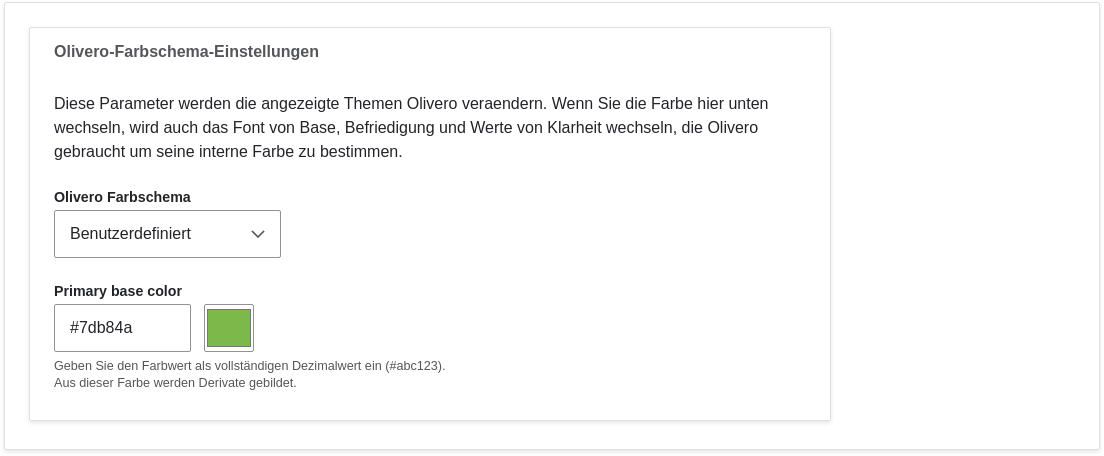 Olivero-Farbschema-Einstellungen
Diese Parameter werden die angezeigte Themen Olivero veraendern. Wenn Sie die Farbe hier unten
wechseln, wird auch das Font von Base, Befriedigung und Werte von Klarheit wechseln, die Olivero
gebraucht um seine interne Farbe zu bestimmen.
Olivero Farbschema
Benutzerdefiniert
Primary base color
#7db84a
Geben Sie den Farbwert als vollständigen Dezimalwert ein (#abc123).
Aus dieser Farbe werden Derivate gebildet.